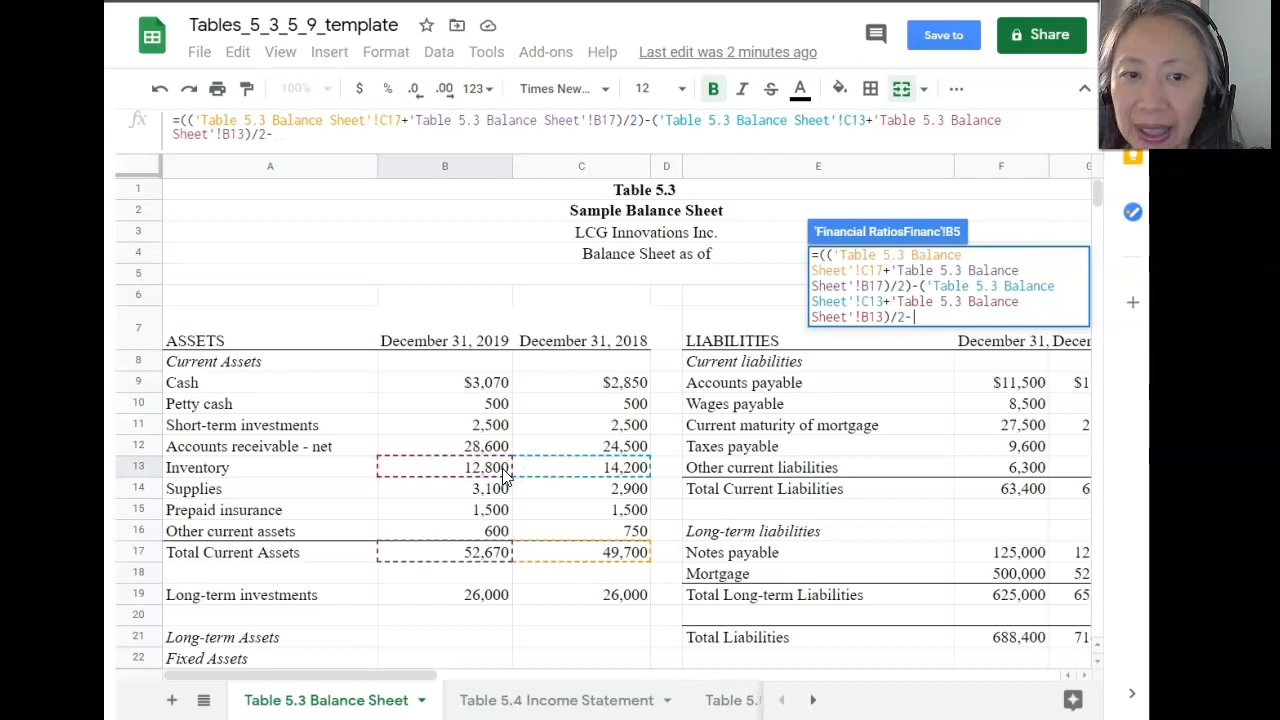 Tables_5_3_5_9_template
File Edit View Insert Format Data Tools Add-ons Help Last edit was 2 minutes ago
Save to
Share
100% $ % .0 .00 123 Times New... 12 B I S A
fx =(('Table 5.3 Balance Sheet'!C17+'Table 5.3 Balance Sheet'!B17)/2)-('Table 5.3 Balance Sheet'!C13+'Table 5.3 Balance
Sheet'!B13)/2-
A B C D E F
1 Table 5.3
2 Sample Balance Sheet
3 LCG Innovations Inc.
4 Balance Sheet as of
5
6
'Financial RatiosFinanc'!B5
=(('Table 5.3 Balance
Sheet'!C17+'Table 5.3 Balance
Sheet'!B17)/2)-('Table 5.3 Balance
Sheet'!C13+'Table 5.3 Balance
Sheet'!B13)/2-
7 ASSETS December 31, 2019 December 31, 2018 LIABILITIES December 31,
8 Current Assets Current liabilities
9 Cash $3,070 $2,850 Accounts payable $11,500
10 Petty cash 500 500 Wages payable 8,500
11 Short-term investments 2,500 2,500 Current maturity of mortgage 27,500
12 Accounts receivable - net 28,600 24,500 Taxes payable 9,600
13 Inventory 12,800 14,200 Other current liabilities 6,300
14 Supplies 3,100 2,900 Total Current Liabilities 63,400
15 Prepaid insurance 1,500 1,500
16 Other current assets 600 750 Long-term liabilities
17 Total Current Assets 52,670 49,700 Notes payable 125,000
18 Mortgage 500,000
19 Long-term investments 26,000 26,000 Total Long-term Liabilities 625,000
20
21 Long-term Assets Total Liabilities 688,400
22 Fixed Assets
Table 5.3 Balance Sheet Table 5.4 Income Statement Table 5.